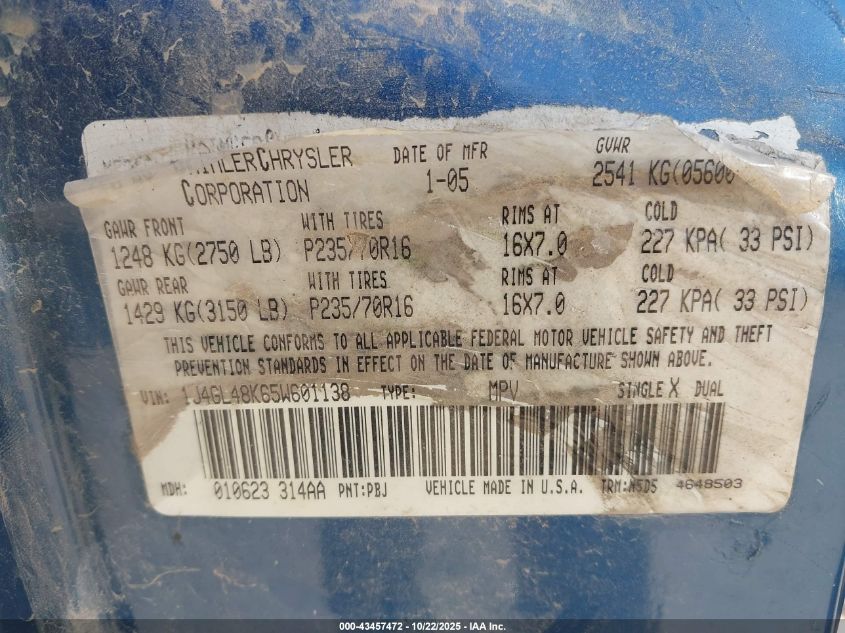 DAIMLERCHRYSLER DATE OF MFR GVWR
CORPORATION 1-05 2541 KG(05600
GAWR FRONT WITH TIRES RIMS AT COLD
1248 KG(2750 LB) P235/70R16 16X7.0 227 KPA( 33 PSI)
GAWR REAR WITH TIRES RIMS AT COLD
1429 KG(3150 LB) P235/70R16 16X7.0 227 KPA( 33 PSI)
THIS VEHICLE CONFORMS TO ALL APPLICABLE FEDERAL MOTOR VEHICLE SAFETY AND THEFT
PREVENTION STANDARDS IN EFFECT ON THE DATE OF MANUFACTURE SHOWN ABOVE.
VIN: 1J4GL48K65W601138 TYPE: MPV SINGLE X DUAL
MDH: 010623 314AA PNT:PBJ VEHICLE MADE IN U.S.A. TRM:A5D5 4648503
000-43457472 | 10/22/2025 - IAA Inc.